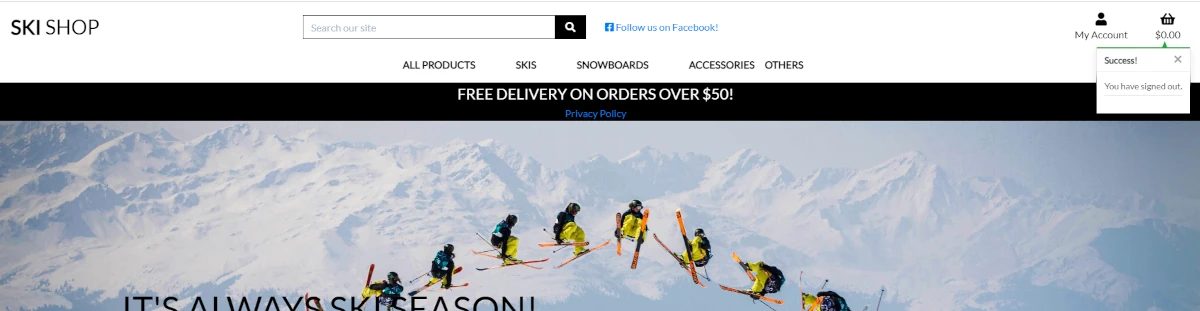 SKI SHOP
Search our site
Follow us on Facebook!
My Account
$0.00
ALL PRODUCTS SKIS SNOWBOARDS ACCESSORIES OTHERS
Success! ×
You have signed out.
FREE DELIVERY ON ORDERS OVER $50!
Privacy Policy
IT'S ALWAYS SKI SEASON!